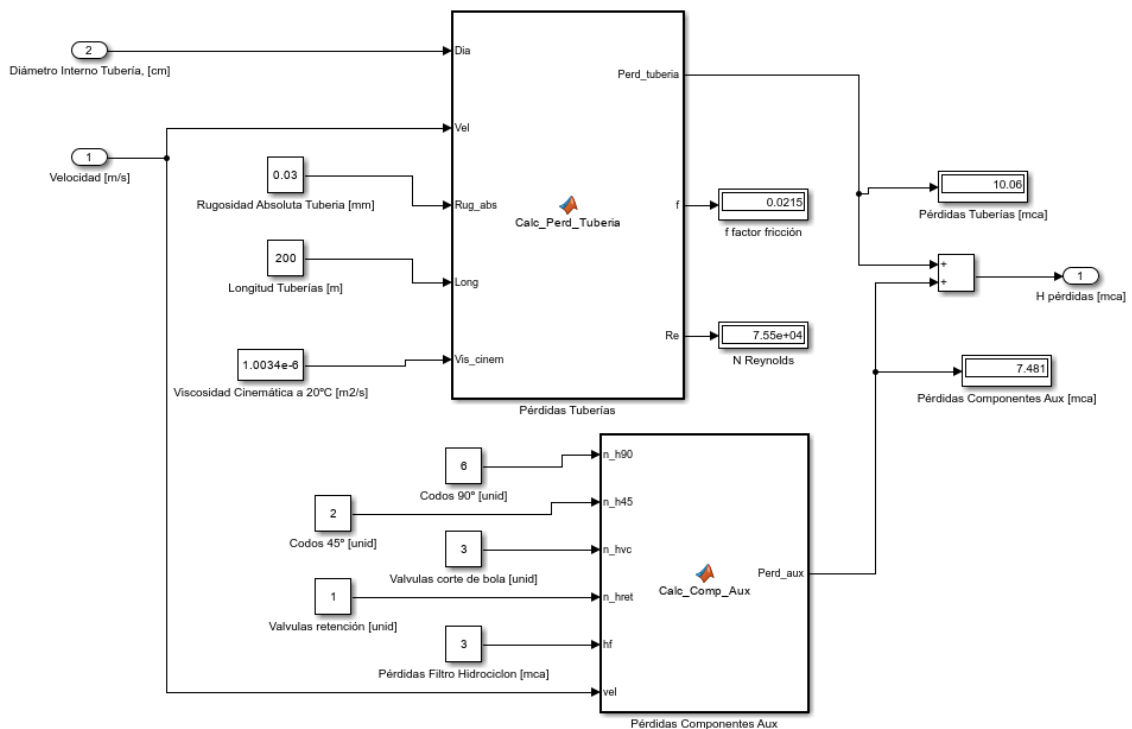 2
Diámetro Interno Tubería, [cm]
1
Velocidad [m/s]
0.03
Rugosidad Absoluta Tuberia [mm]
200
Longitud Tuberías [m]
1.0034e-6
Viscosidad Cinemática a 20ºC [m2/s]
Dia
Vel
Rug_abs
Long
Vis_cinem
Calc_Perd_Tuberia
Perd_tuberia
f
Re
Pérdidas Tuberías
0.0215
f factor fricción
7.55e+04
N Reynolds
10.06
Pérdidas Tuberías [mca]
+
+
1
H pérdidas [mca]
7.481
Pérdidas Componentes Aux [mca]
6
Codos 90º [unid]
2
Codos 45º [unid]
3
Valvulas corte de bola [unid]
1
Valvulas retención [unid]
3
Pérdidas Filtro Hidrociclon [mca]
n_h90
n_h45
n_hvc
n_hret
hf
vel
Calc_Comp_Aux
Perd_aux
Pérdidas Componentes Aux